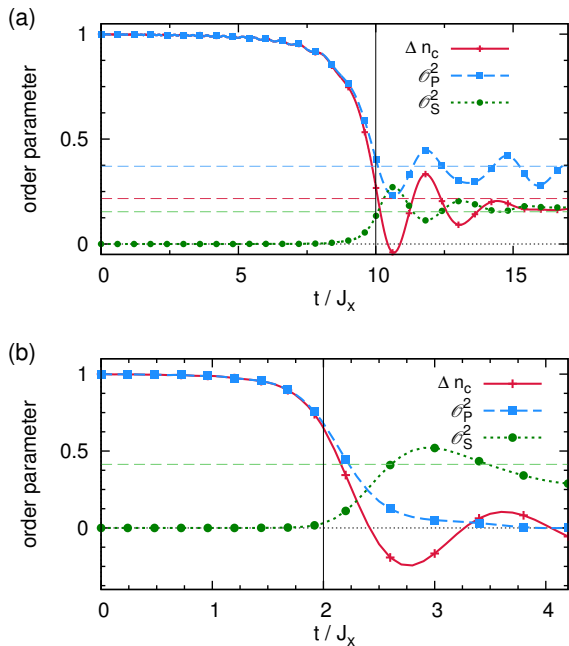 (a)
1
0.5
0
order parameter
Δ n_c
𝒪_P^2
𝒪_S^2
0 5 10 15
t / J_x
(b)
1
0.5
0
order parameter
Δ n_c
𝒪_P^2
𝒪_S^2
0 1 2 3 4
t / J_x